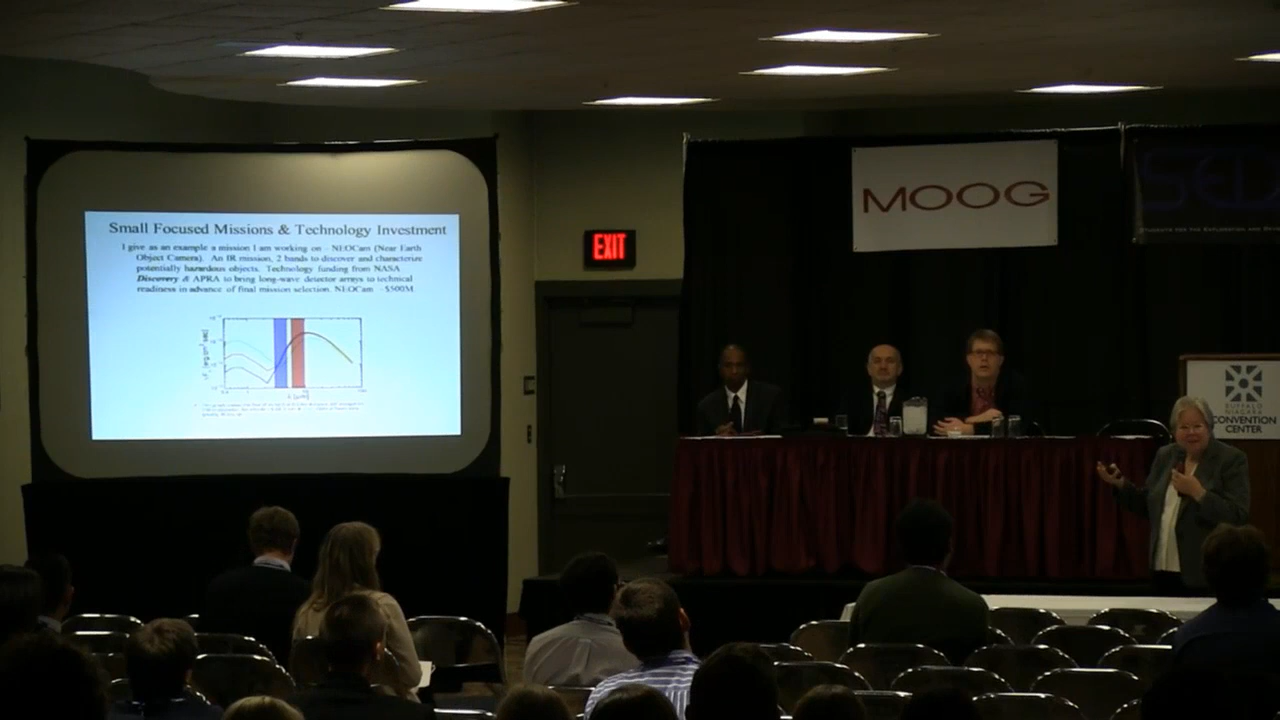 Small Focused Missions & Technology Investment
I give as an example a mission I am working on - NEOCam (Near Earth
Object Camera). An IR mission, 2 bands to discover and characterize
potentially hazardous objects. Technology funding from NASA
Discovery & APRA to bring long-wave detector arrays to technical
readiness in advance of final mission selection. NEOCam ~$500M.
EXIT
MOOG
SEDS
BUFFALO
NIAGARA
CONVENTION
CENTER